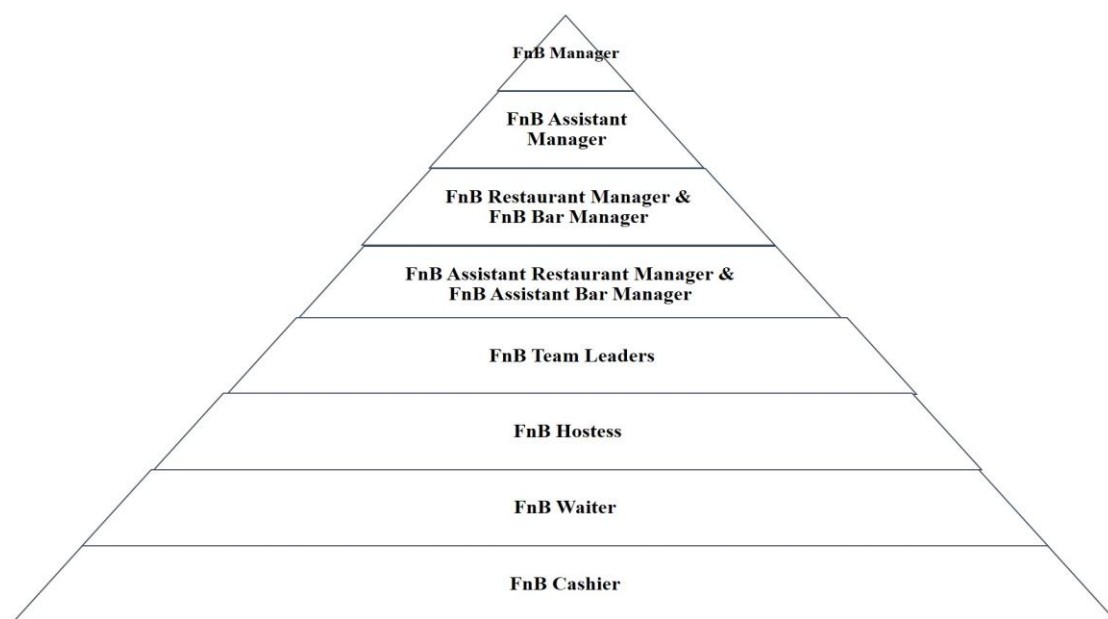 FnB Manager
FnB Assistant
Manager
FnB Restaurant Manager &
FnB Bar Manager
FnB Assistant Restaurant Manager &
FnB Assistant Bar Manager
FnB Team Leaders
FnB Hostess
FnB Waiter
FnB Cashier